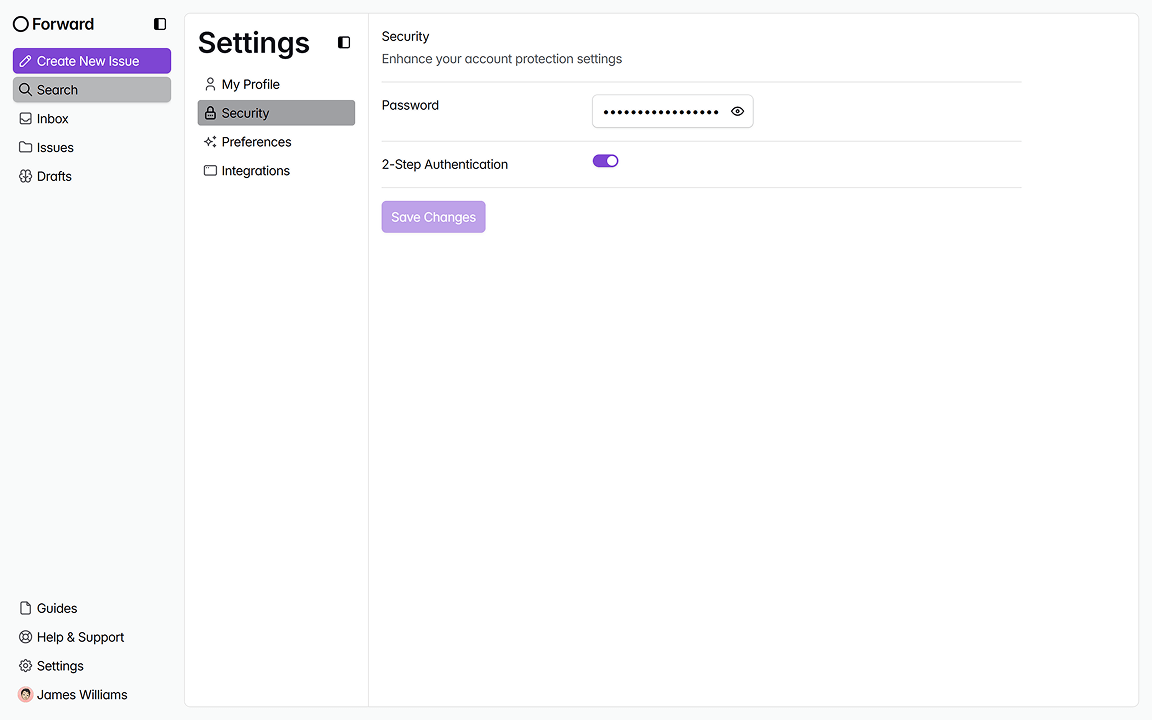 Forward
Create New Issue
Search
Inbox
Issues
Drafts
Guides
Help & Support
Settings
James Williams
Settings
My Profile
Security
Preferences
Integrations
Security
Enhance your account protection settings
Password
•••••••••••••••••
2-Step Authentication
Save Changes